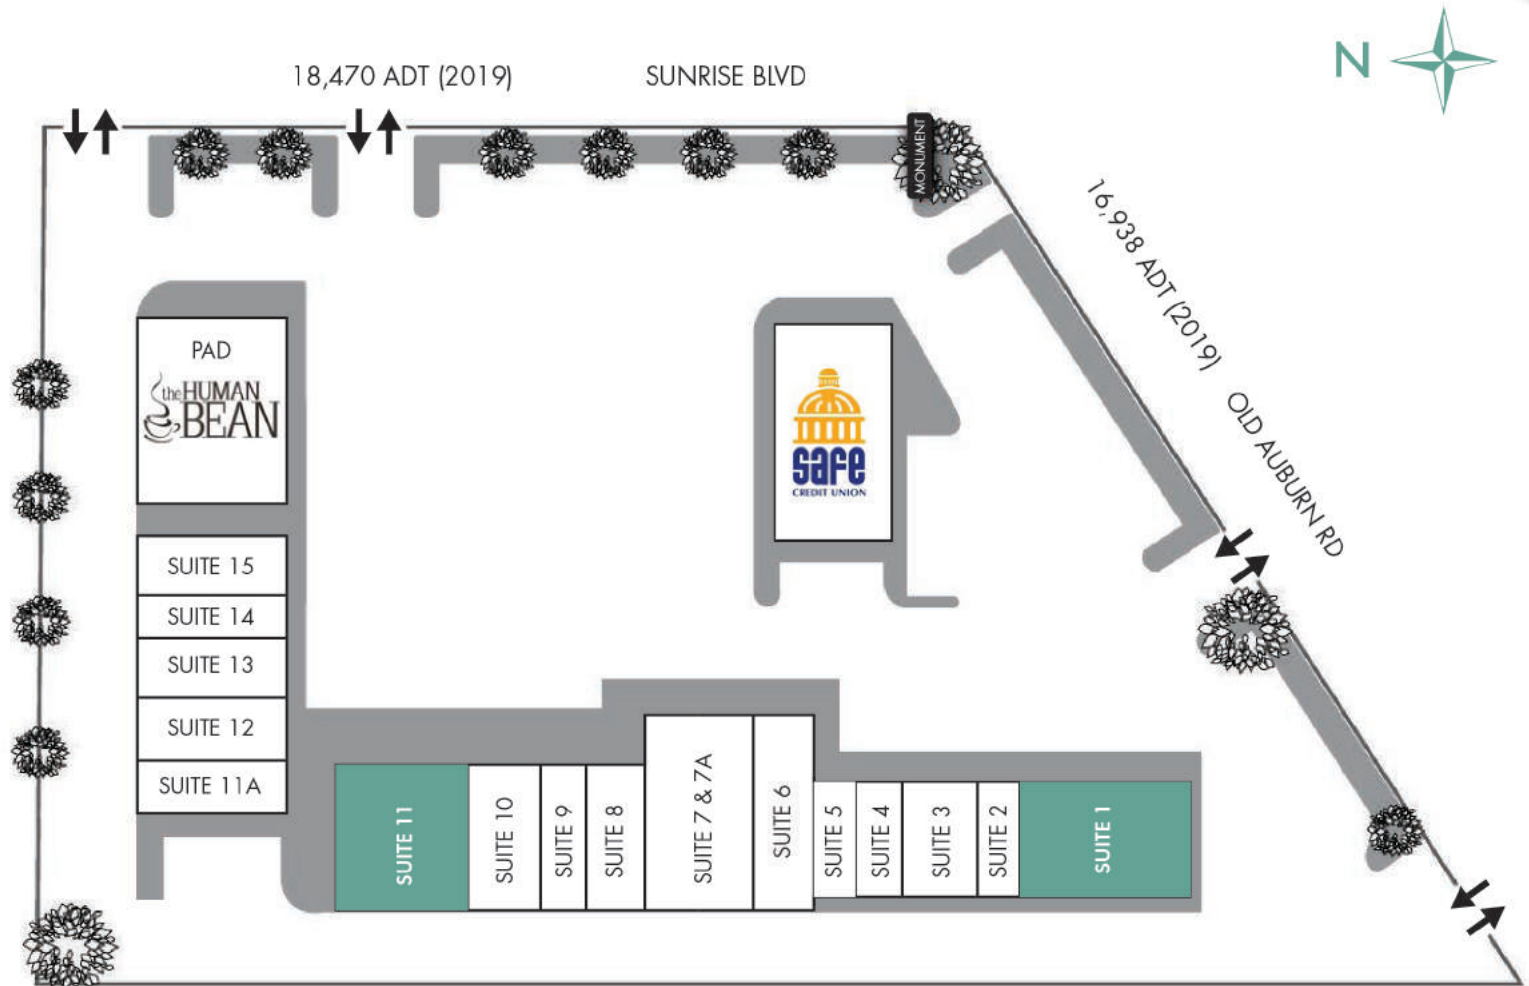 N
18,470 ADT (2019)
SUNRISE BLVD
MONUMENT
16,938 ADT (2019)
OLD AUBURN RD
PAD
the HUMAN
BEAN
safe
CREDIT UNION
SUITE 15
SUITE 14
SUITE 13
SUITE 12
SUITE 11A
SUITE 11
SUITE 10
SUITE 9
SUITE 8
SUITE 7 & 7A
SUITE 6
SUITE 5
SUITE 4
SUITE 3
SUITE 2
SUITE 1